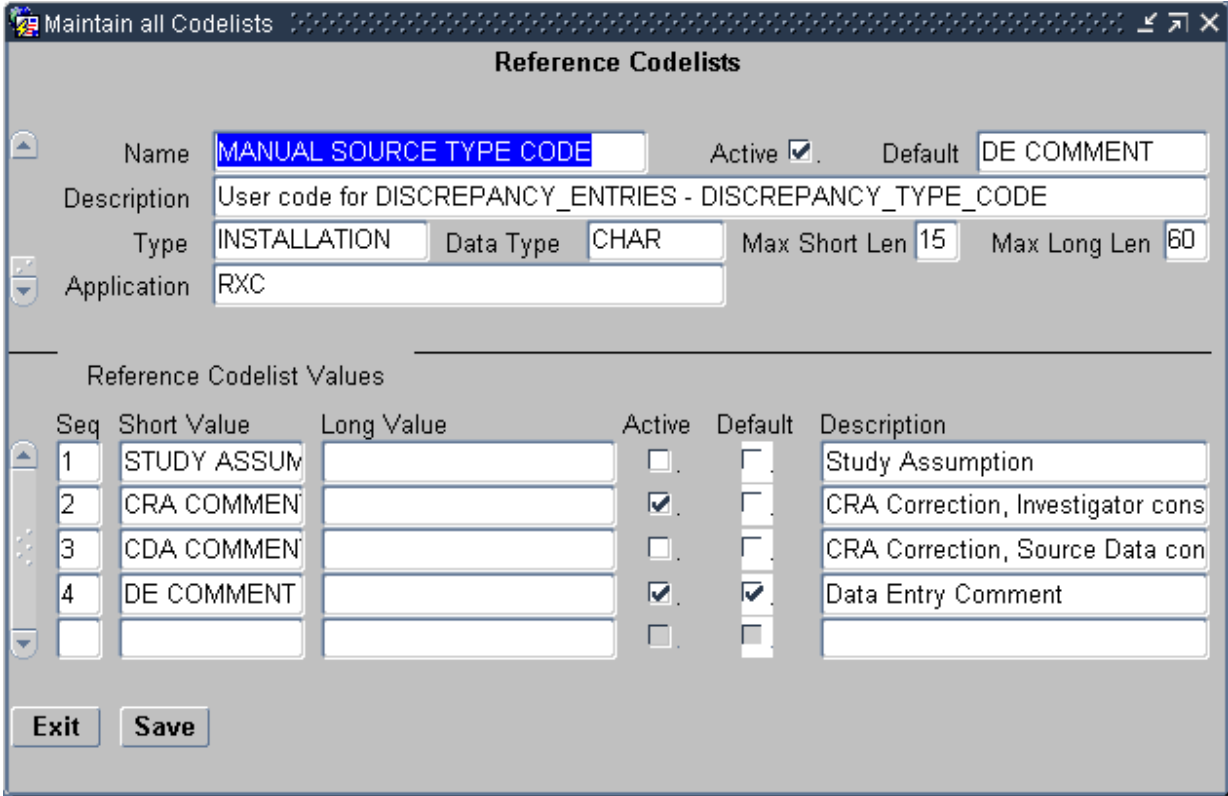 Maintain all Codelists
Reference Codelists
Name MANUAL SOURCE TYPE CODE Active . Default DE COMMENT
Description User code for DISCREPANCY_ENTRIES - DISCREPANCY_TYPE_CODE
Type INSTALLATION Data Type CHAR Max Short Len 15 Max Long Len 60
Application RXC
Reference Codelist Values
Seq Short Value Long Value Active Default Description
1 STUDY ASSUM . . Study Assumption
2 CRA COMMENT . . CRA Correction, Investigator cons
3 CDA COMMENT . . CRA Correction, Source Data con
4 DE COMMENT . . Data Entry Comment
. .
Exit Save